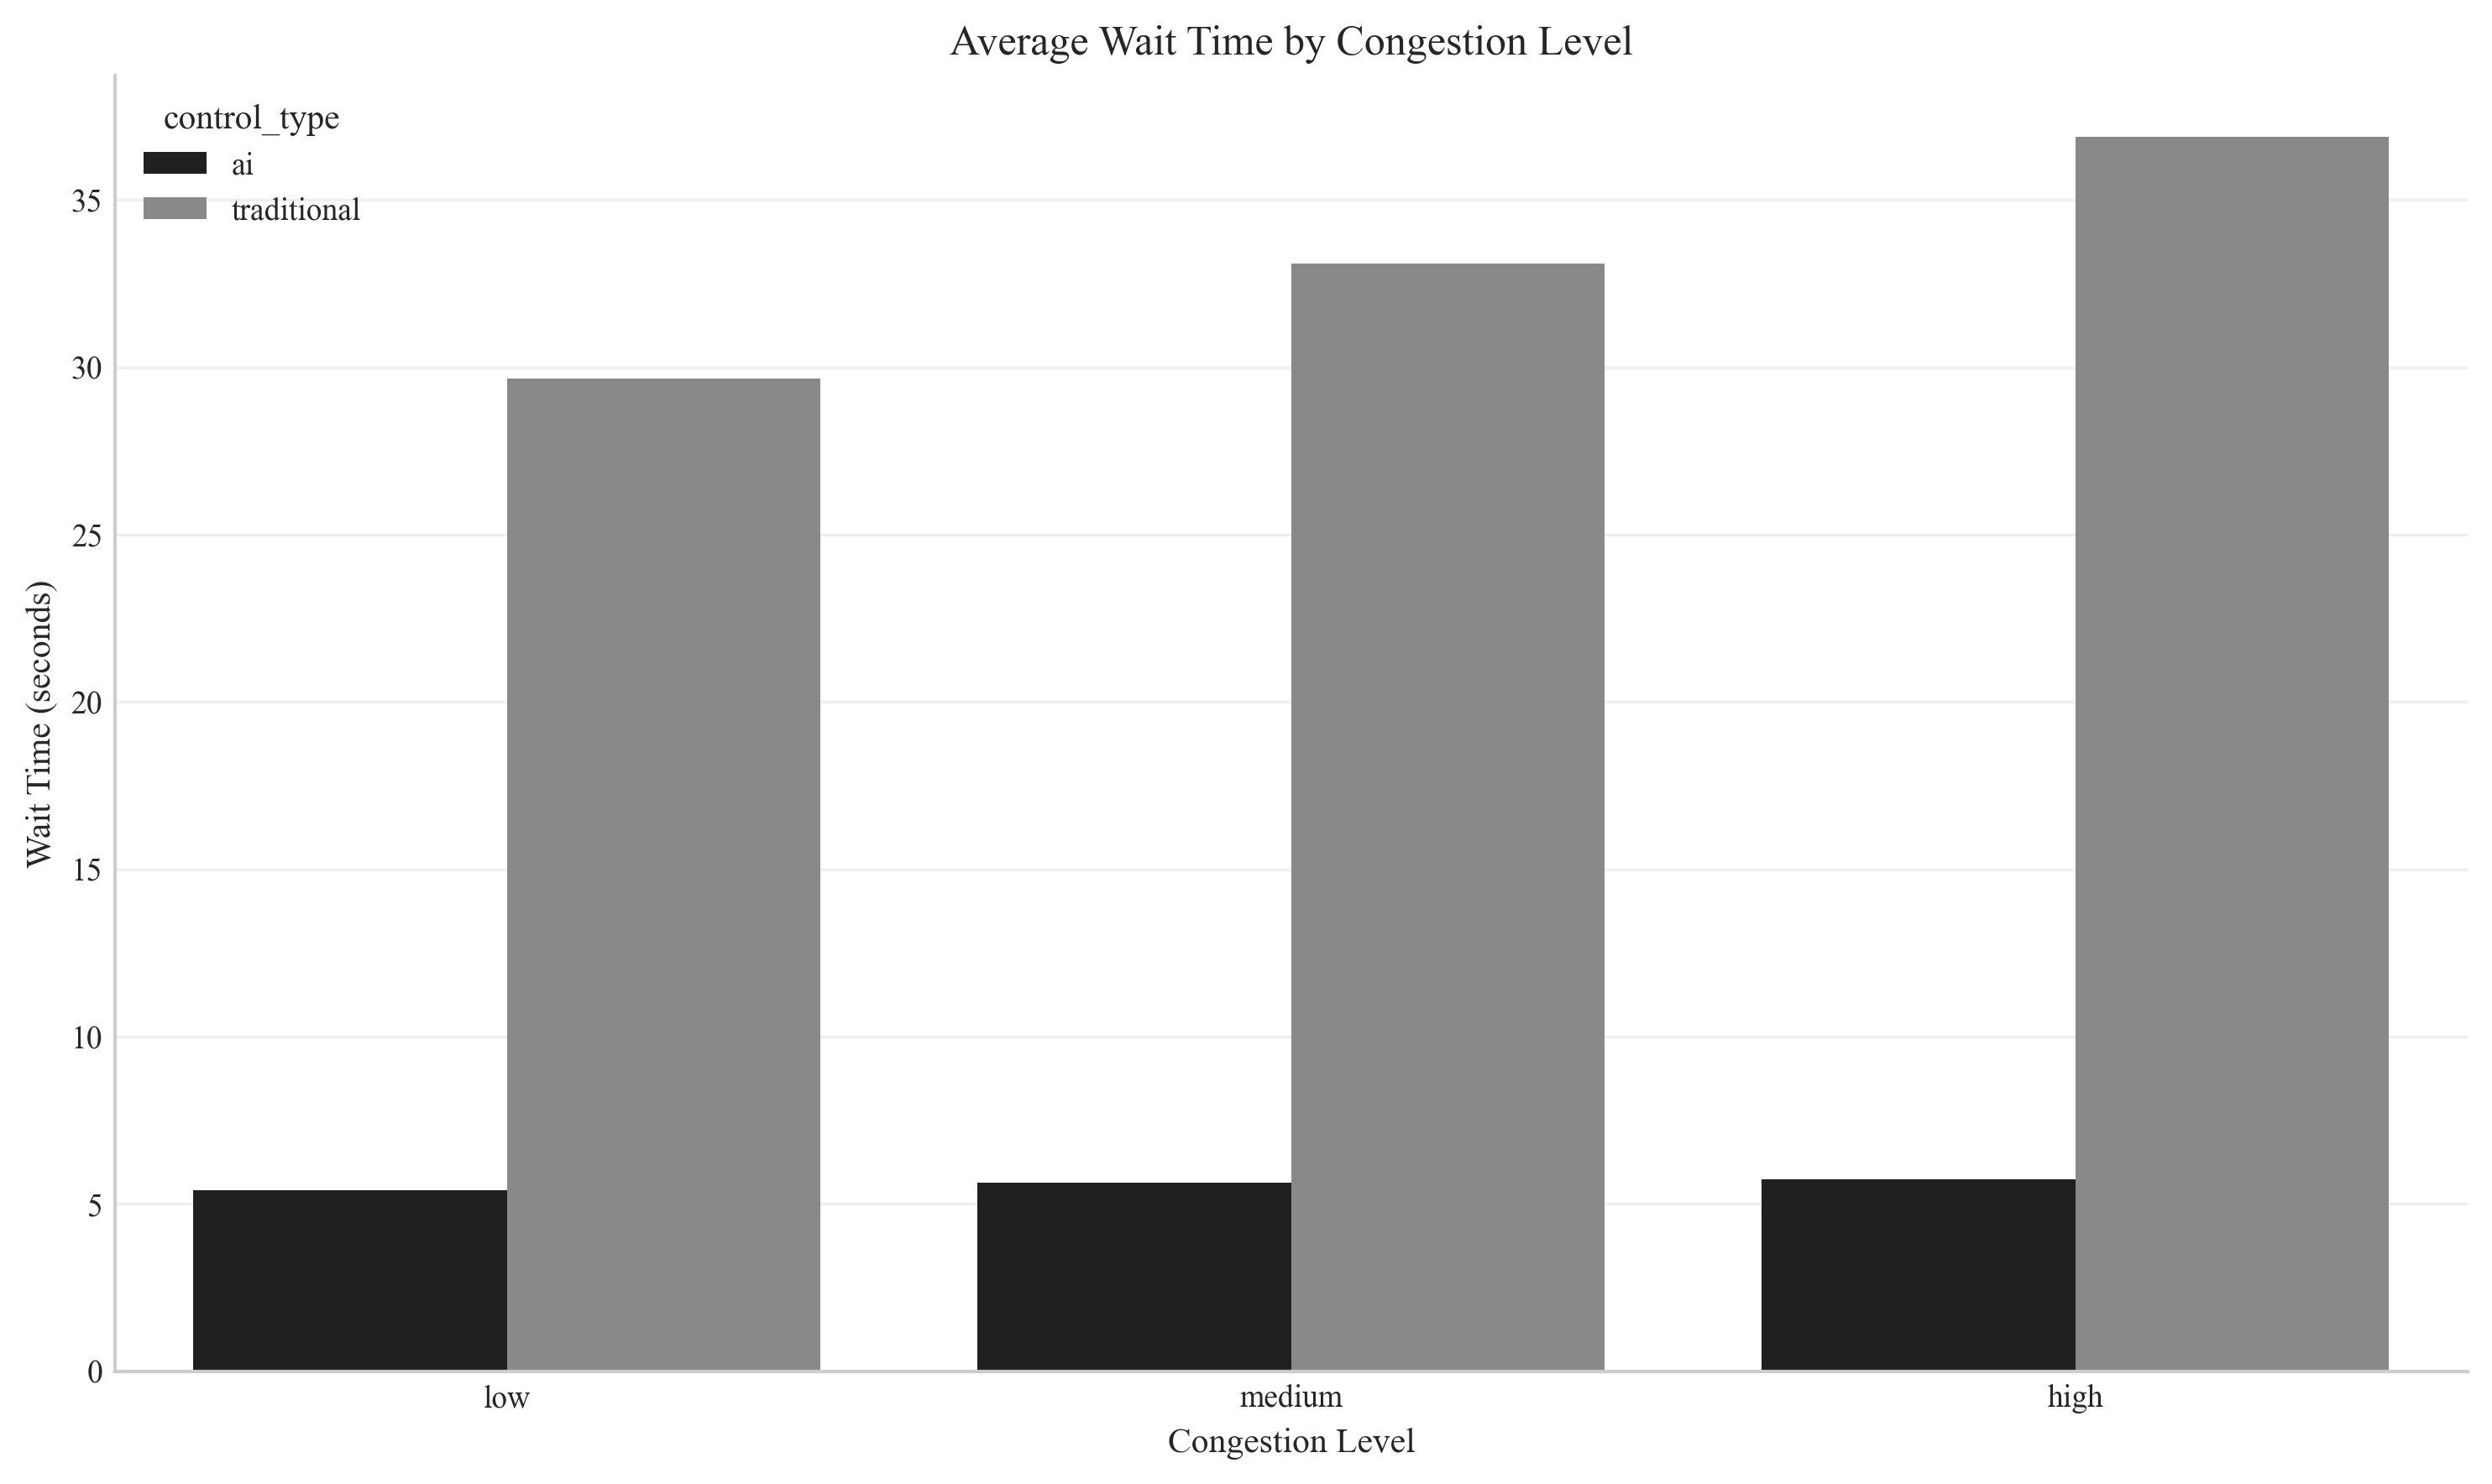 Average Wait Time by Congestion Level
control_type
ai
traditional
35
30
25
20
15
10
5
0
Wait Time (seconds)
low medium high
Congestion Level